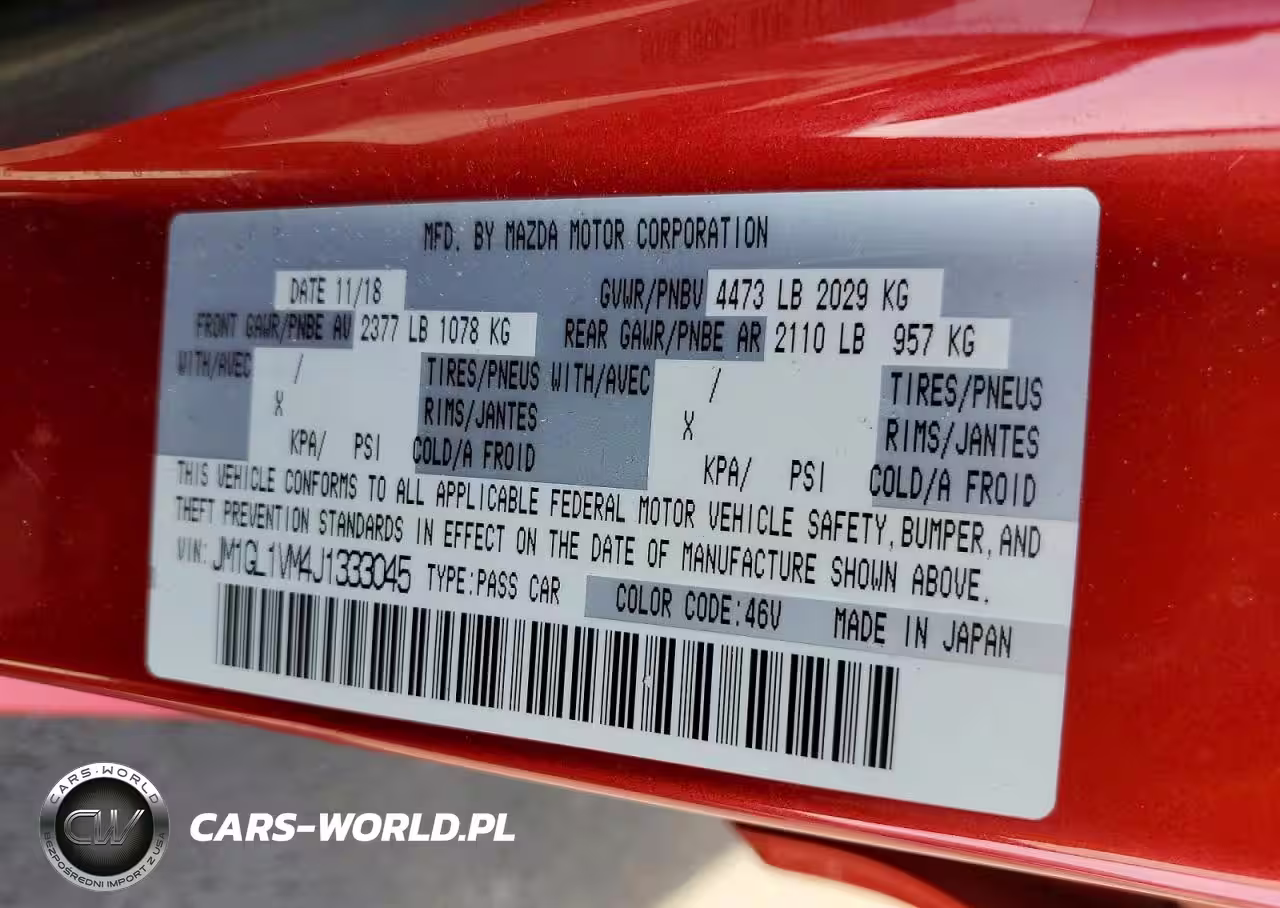 MFD. BY MAZDA MOTOR CORPORATION
DATE 11/18 GVWR/PNBV 4473 LB 2029 KG
FRONT GAWR/PNBE AV 2377 LB 1078 KG REAR GAWR/PNBE AR 2110 LB 957 KG
WITH/AVEC / TIRES/PNEUS WITH/AVEC / TIRES/PNEUS
X RIMS/JANTES X RIMS/JANTES
KPA/ PSI COLD/A FROID KPA/ PSI COLD/A FROID
THIS VEHICLE CONFORMS TO ALL APPLICABLE FEDERAL MOTOR VEHICLE SAFETY, BUMPER, AND
THEFT PREVENTION STANDARDS IN EFFECT ON THE DATE OF MANUFACTURE SHOWN ABOVE.
VIN: JM1GL1VM4J1333045 TYPE:PASS CAR COLOR CODE:46V MADE IN JAPAN
CARS-WORLD
CW
BEZPOŚREDNI IMPORT Z USA
CARS-WORLD.PL